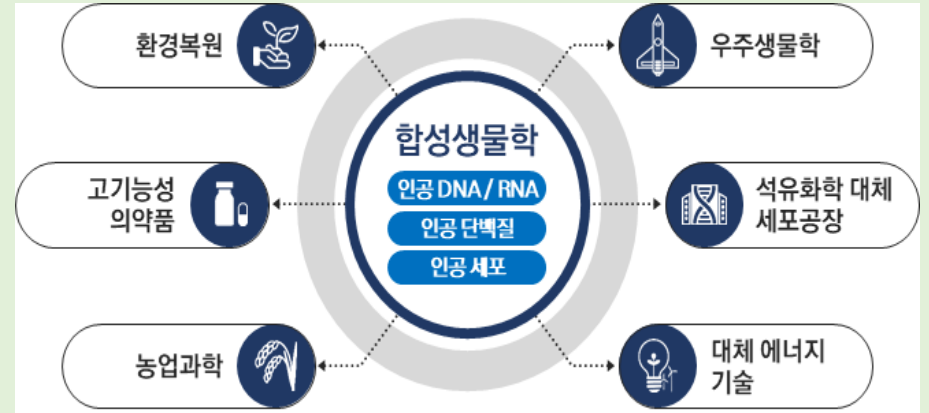 환경복원
우주생물학
합성생물학
인공 DNA / RNA
인공 단백질
인공 세포
고기능성
의약품
석유화학 대체
세포공장
농업과학
대체 에너지
기술